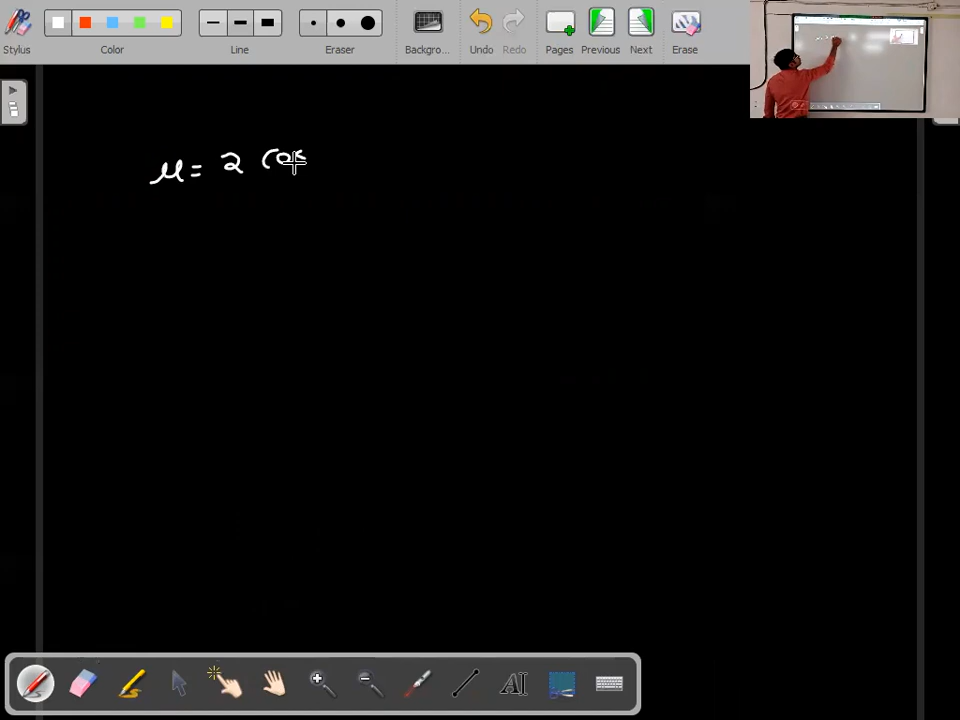 Stylus Color Line Eraser Backgro... Undo Redo Pages Previous Next Erase
μ = 2 Cos